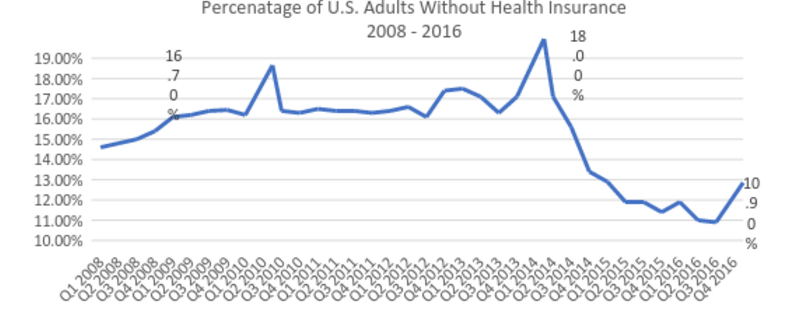 Percenatage of U.S. Adults Without Health Insurance
2008 - 2016
19.00%
18.00%
17.00%
16.00%
15.00%
14.00%
13.00%
12.00%
11.00%
10.00%
16
.7
0
%
18
.0
0
%
10
.9
0
%
Q1 2008
Q2 2008
Q3 2008
Q4 2008
Q1 2009
Q2 2009
Q3 2009
Q4 2009
Q1 2010
Q2 2010
Q3 2010
Q4 2010
Q1 2011
Q2 2011
Q3 2011
Q4 2011
Q1 2012
Q2 2012
Q3 2012
Q4 2012
Q1 2013
Q2 2013
Q3 2013
Q4 2013
Q1 2014
Q2 2014
Q3 2014
Q4 2014
Q1 2015
Q2 2015
Q3 2015
Q4 2015
Q1 2016
Q2 2016
Q3 2016
Q4 2016